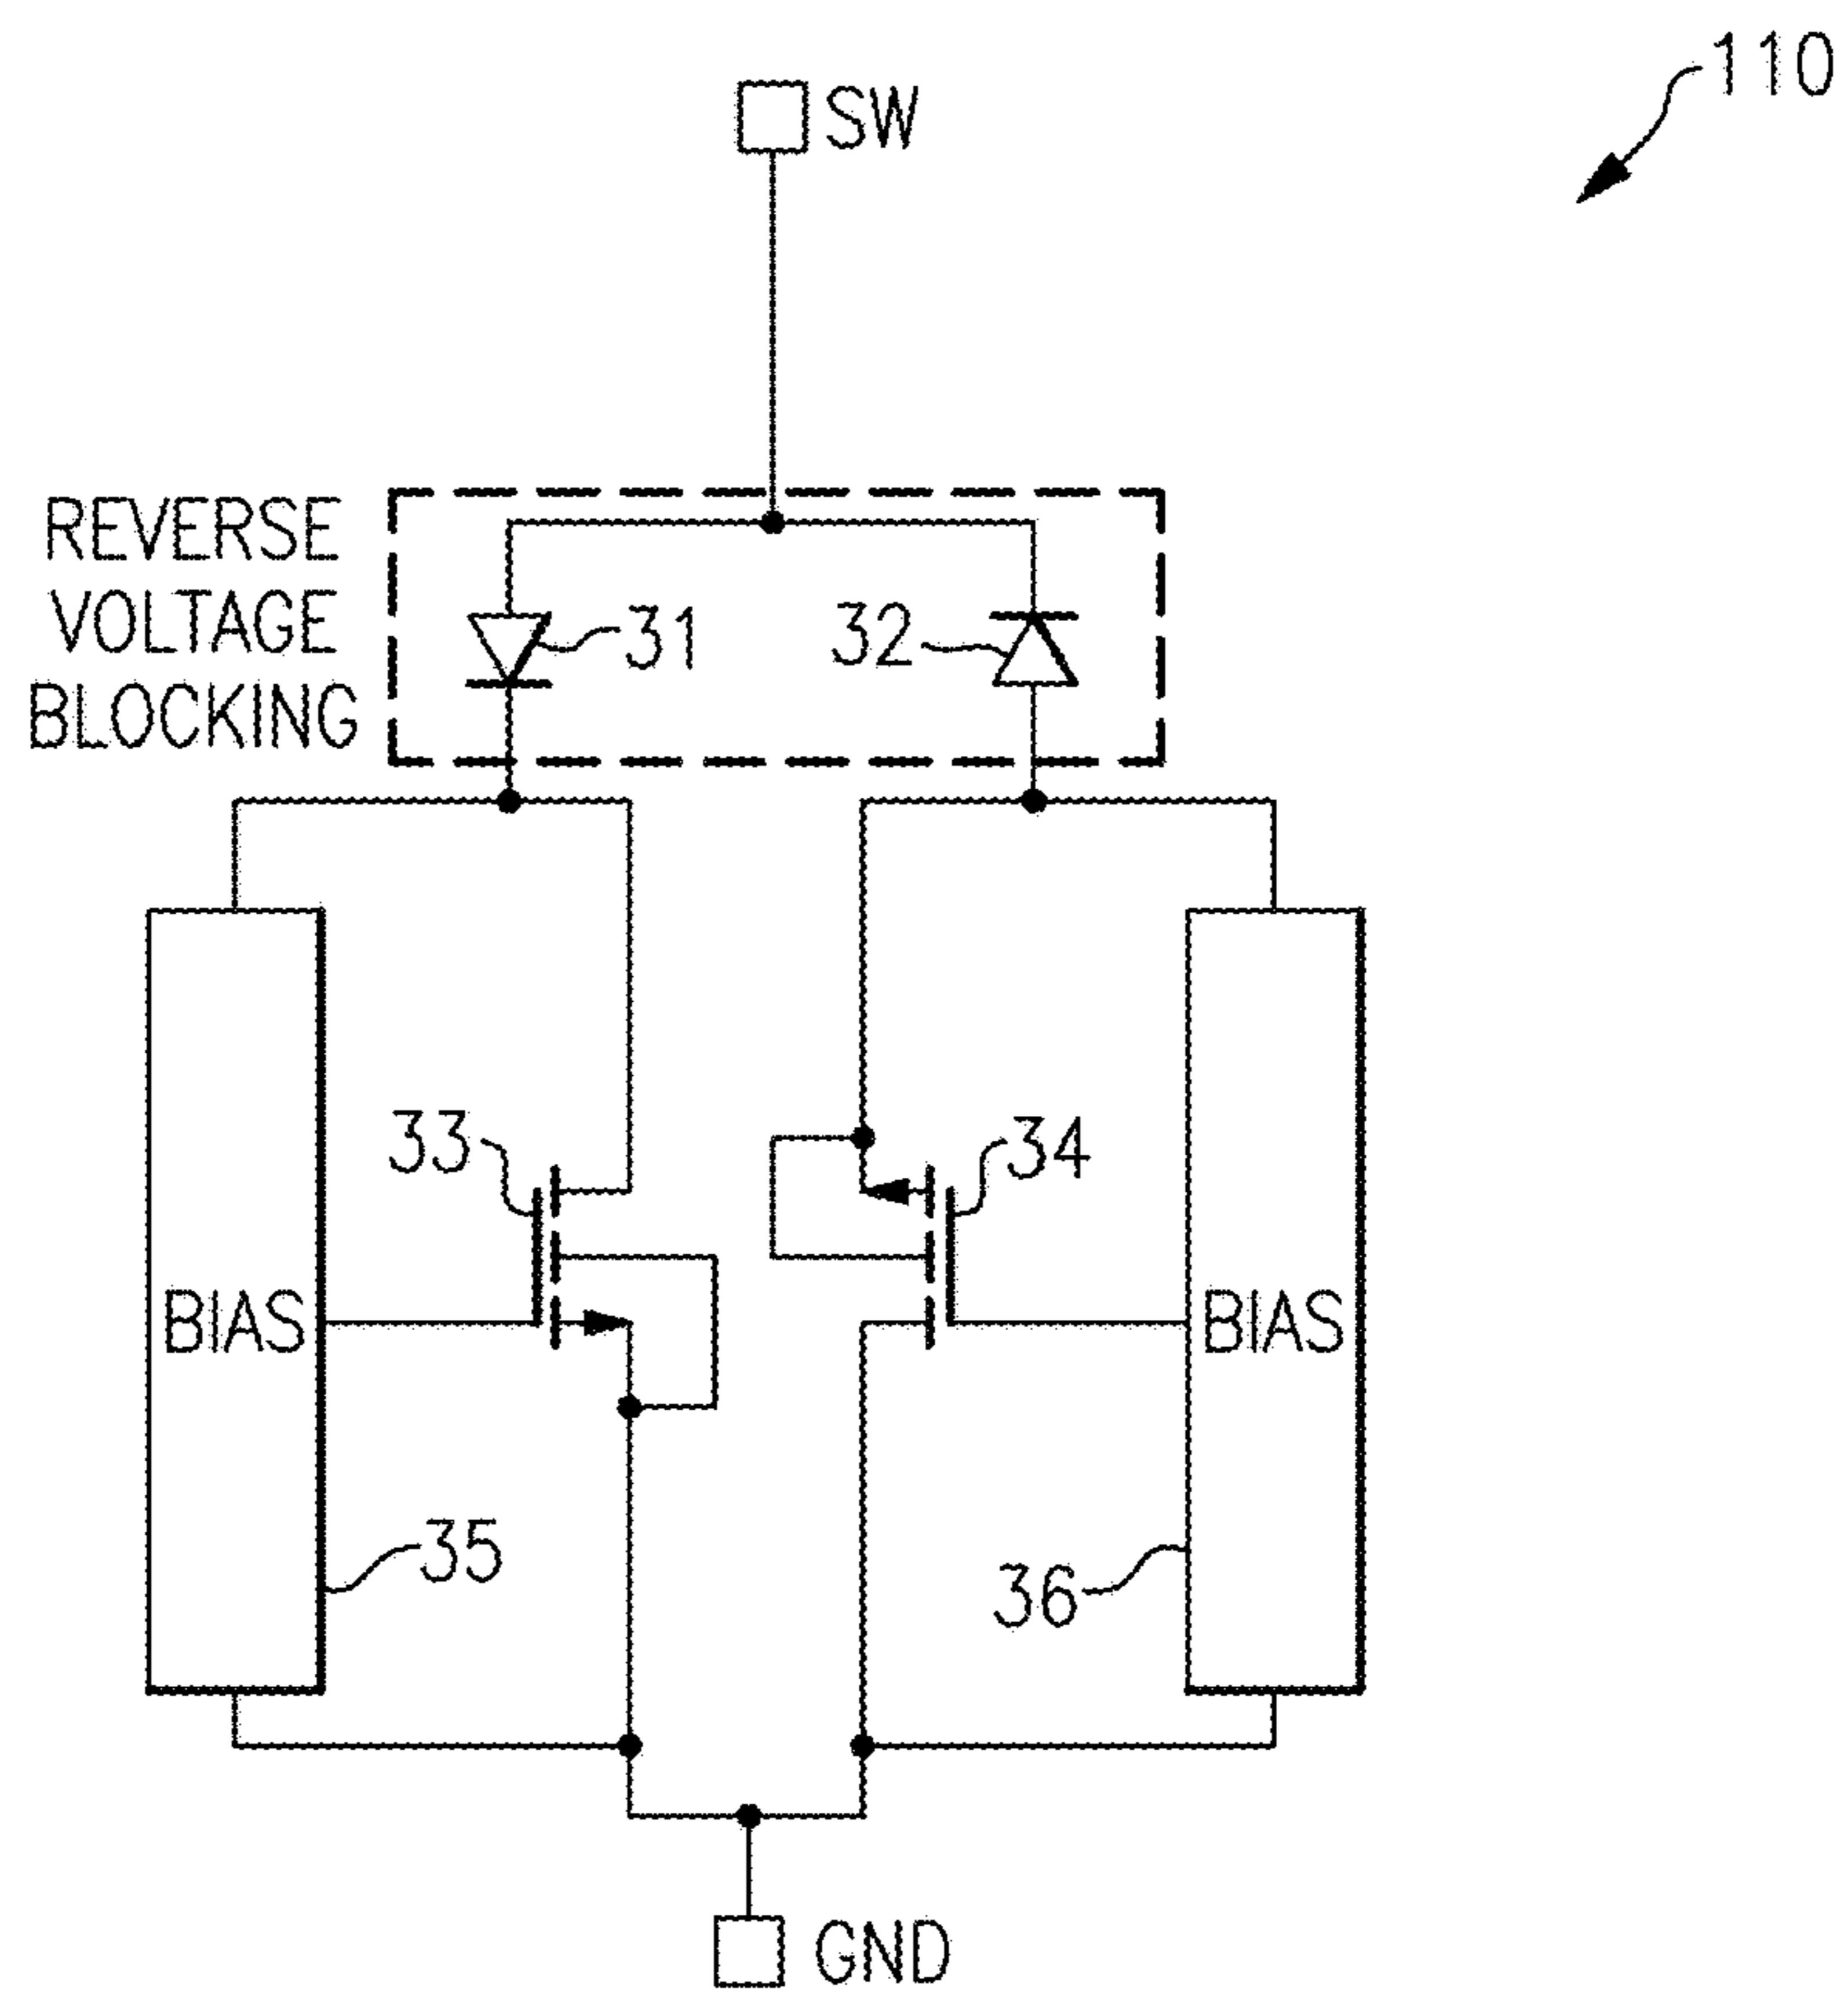 110
SW
REVERSE
VOLTAGE
BLOCKING
31
32
33
34
BIAS
BIAS
35
36
GND